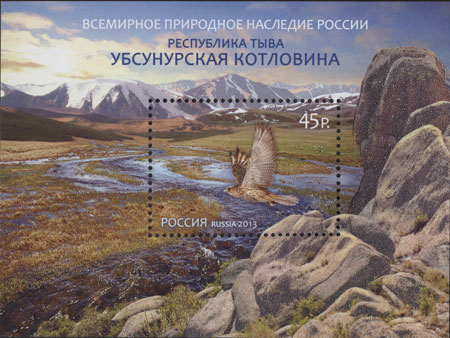 ВСЕМИРНОЕ ПРИРОДНОЕ НАСЛЕДИЕ РОССИИ
РЕСПУБЛИКА ТЫВА
УБСУНУРСКАЯ КОТЛОВИНА
45Р.
РОССИЯ RUSSIA·2013